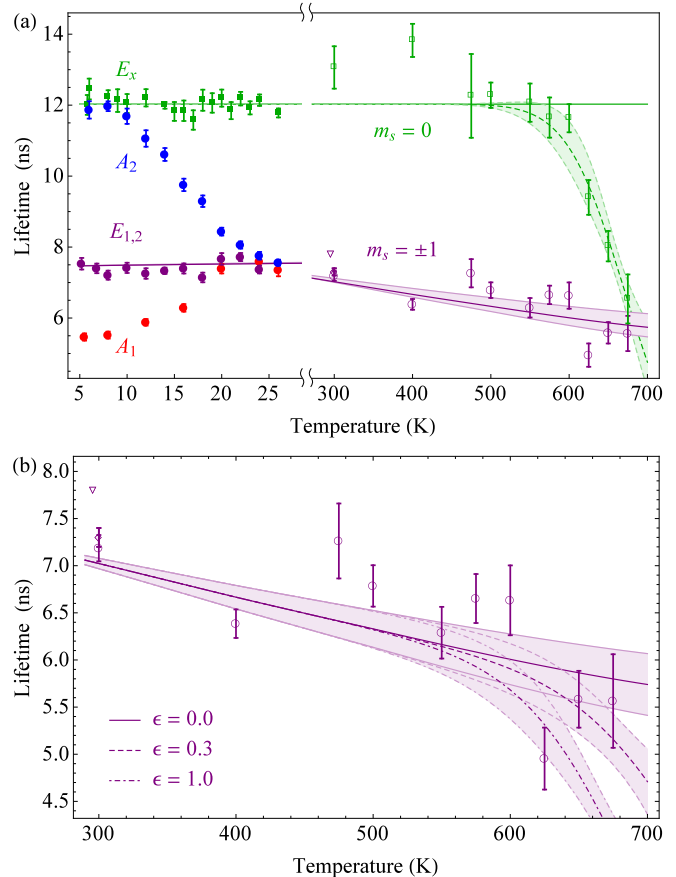 (a)
14
12
10
8
6
Lifetime (ns)
E_x
A_2
E_{1,2}
A_1
m_s = 0
m_s = ±1
5 10 15 20 25 300 400 500 600 700
Temperature (K)
(b)
8.0
7.5
7.0
6.5
6.0
5.5
5.0
4.5
Lifetime (ns)
ϵ = 0.0
ϵ = 0.3
ϵ = 1.0
300 400 500 600 700
Temperature (K)